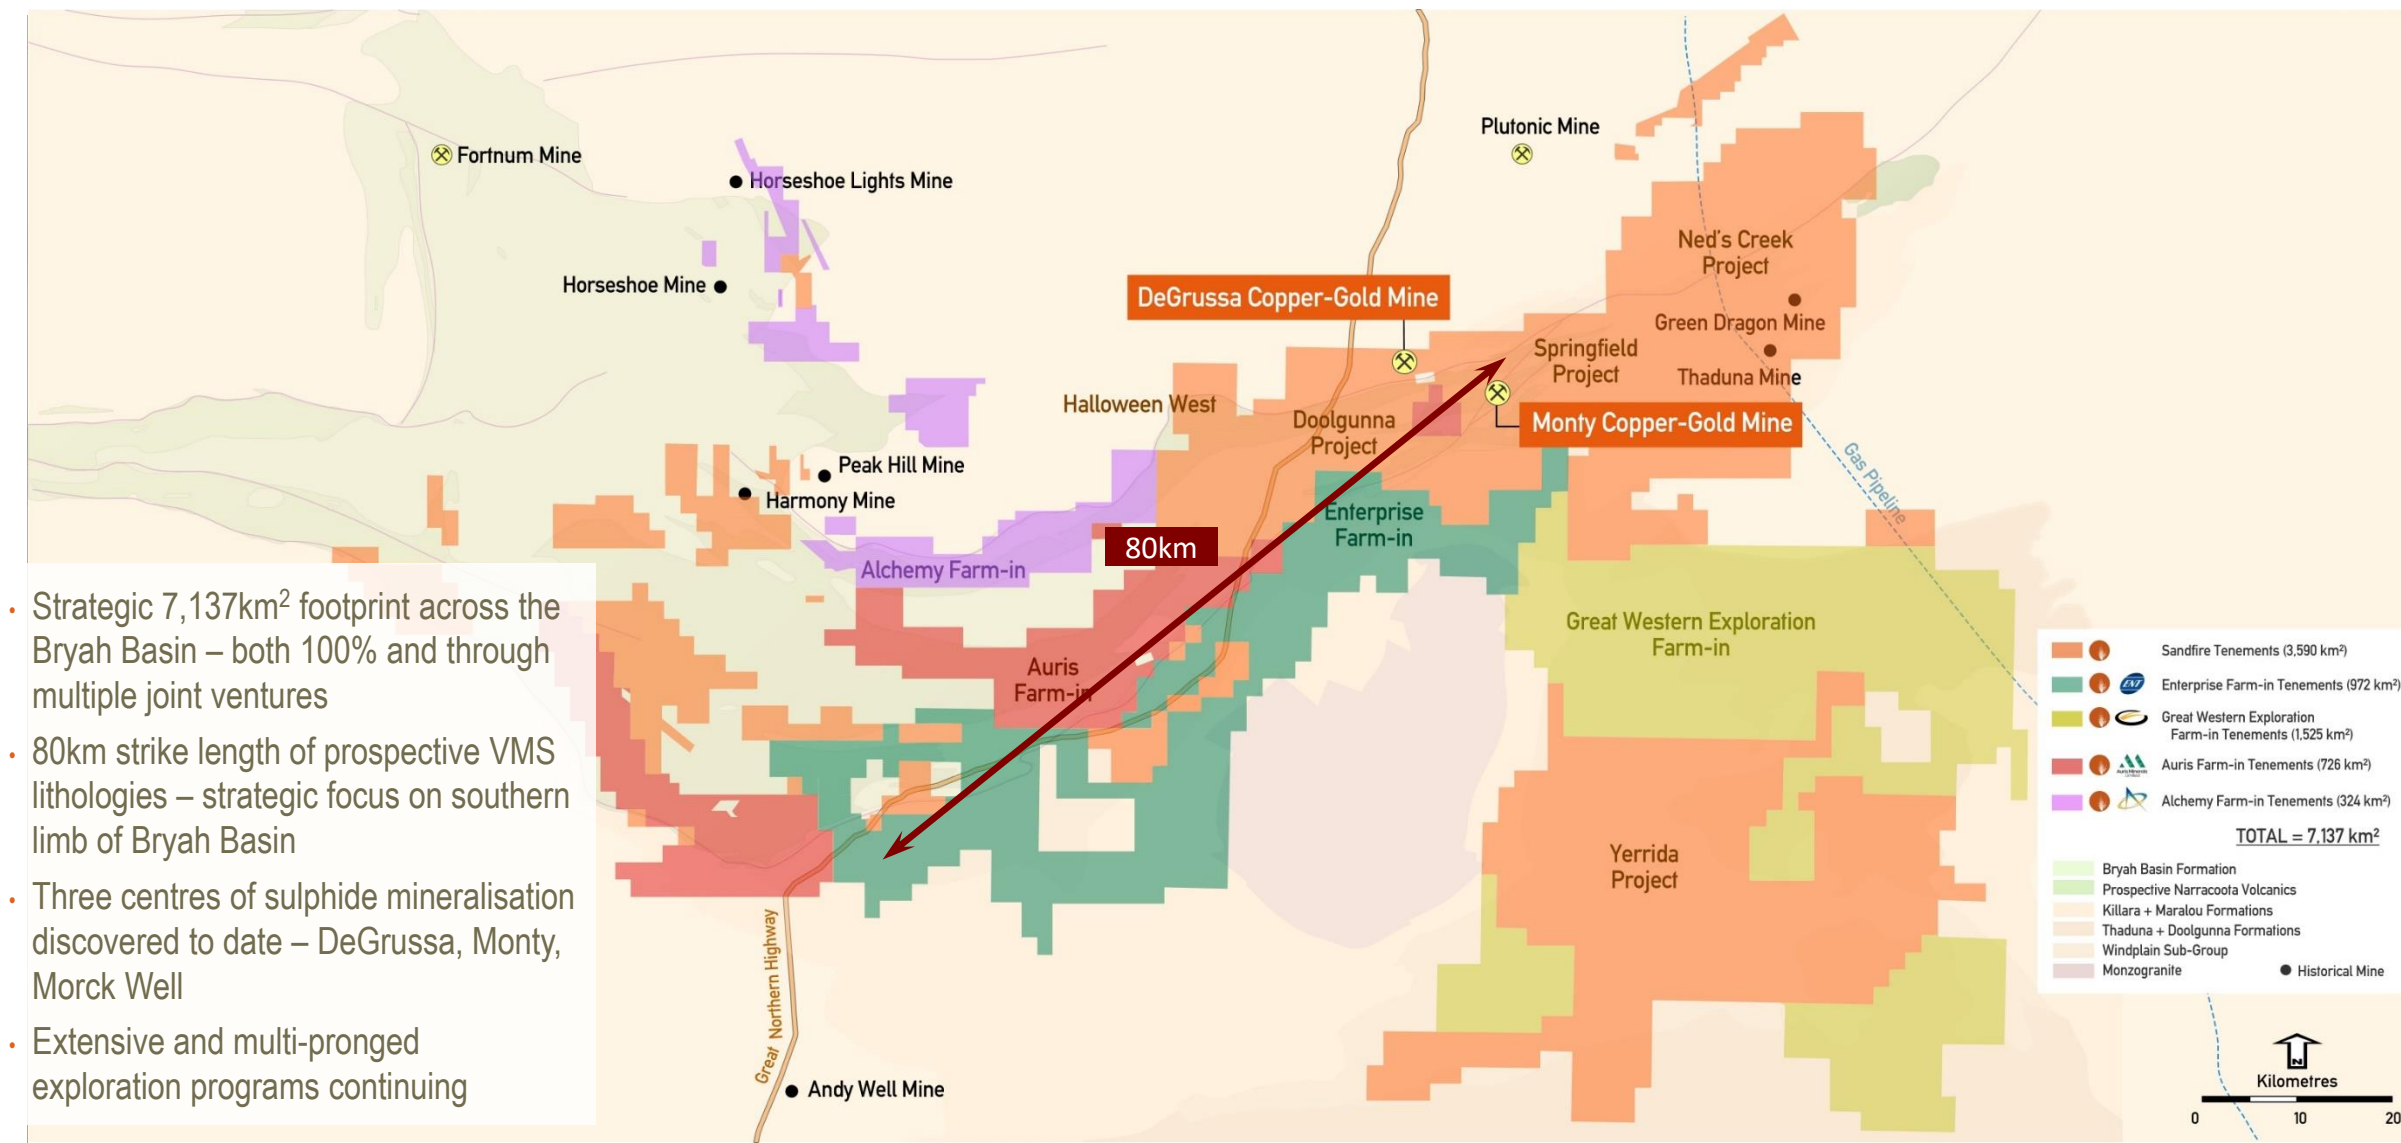 Plutonic Mine
Fortnum Mine
Horseshoe Lights Mine
Ned's Creek
Project
Horseshoe Mine
DeGrussa Copper-Gold Mine
Green Dragon Mine
Springfield
Project
Thaduna Mine
Halloween West
Doolgunna
Project
Monty Copper-Gold Mine
Gas Pipeline
Peak Hill Mine
Harmony Mine
Enterprise
Farm-in
80km
Alchemy Farm-in
Great Western Exploration
Farm-in
Auris
Farm-in
Yerrida
Project
Great Northern Highway
Andy Well Mine
• Strategic 7,137km² footprint across the
Bryah Basin – both 100% and through
multiple joint ventures
• 80km strike length of prospective VMS
lithologies – strategic focus on southern
limb of Bryah Basin
• Three centres of sulphide mineralisation
discovered to date – DeGrussa, Monty,
Morck Well
• Extensive and multi-pronged
exploration programs continuing
Sandfire Tenements (3,590 km²)
ENT Enterprise Farm-in Tenements (972 km²)
Great Western Exploration
Farm-in Tenements (1,525 km²)
Auris Farm-in Tenements (726 km²)
Alchemy Farm-in Tenements (324 km²)
TOTAL = 7,137 km²
Bryah Basin Formation
Prospective Narracoota Volcanics
Killara + Maralou Formations
Thaduna + Doolgunna Formations
Windplain Sub-Group
Monzogranite
Historical Mine
N
Kilometres
0 10 20